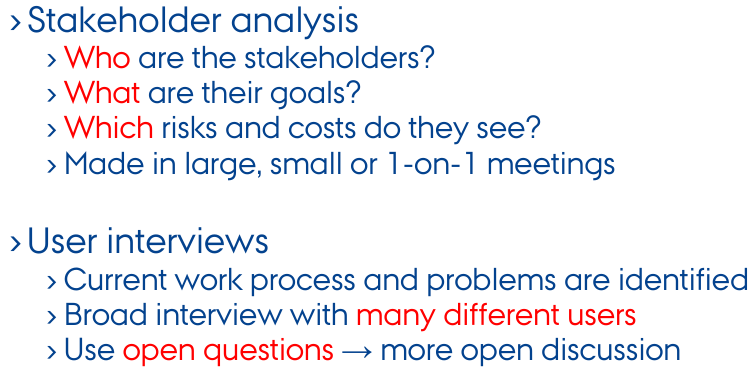 › Stakeholder analysis
› Who are the stakeholders?
› What are their goals?
› Which risks and costs do they see?
› Made in large, small or 1-on-1 meetings
› User interviews
› Current work process and problems are identified
› Broad interview with many different users
› Use open questions → more open discussion